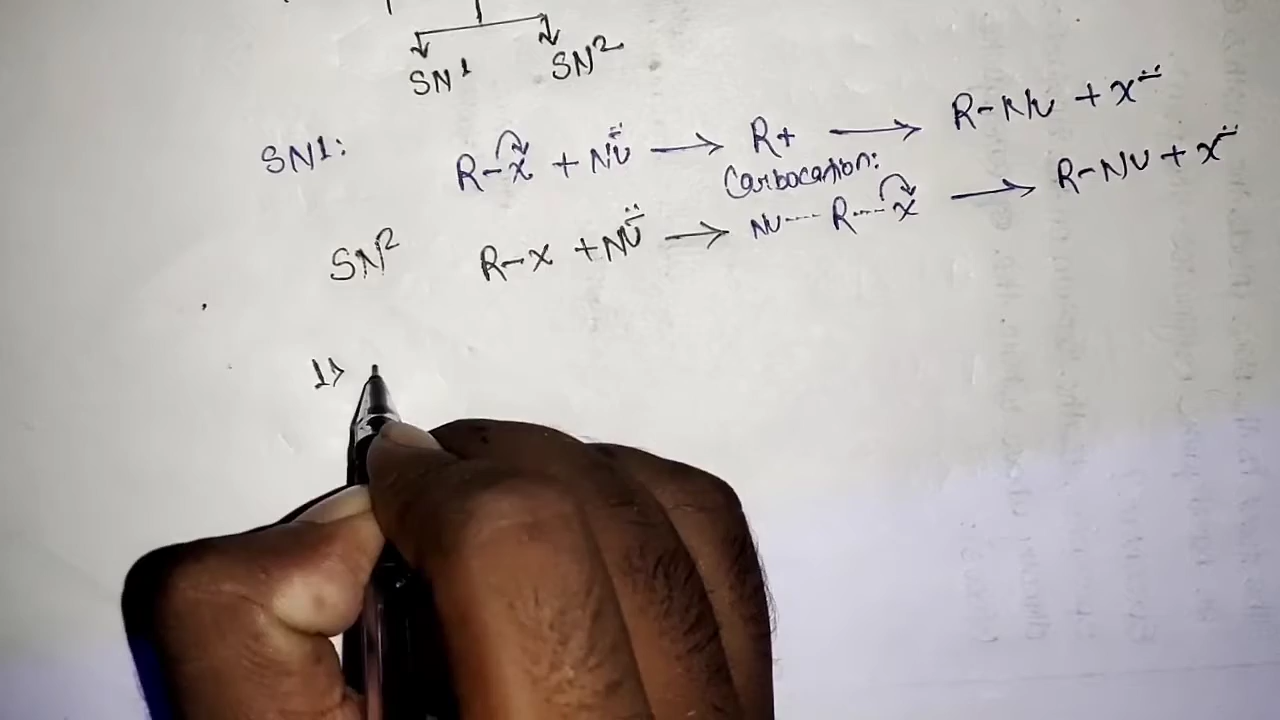 SN1 SN2
SN1: R-X + Nu:⁻ → R+ → R-Nu + X:⁻
Carbocation:
SN2 R-X + Nu:⁻ → Nu---- R---X → R-Nu + X:⁻
1>